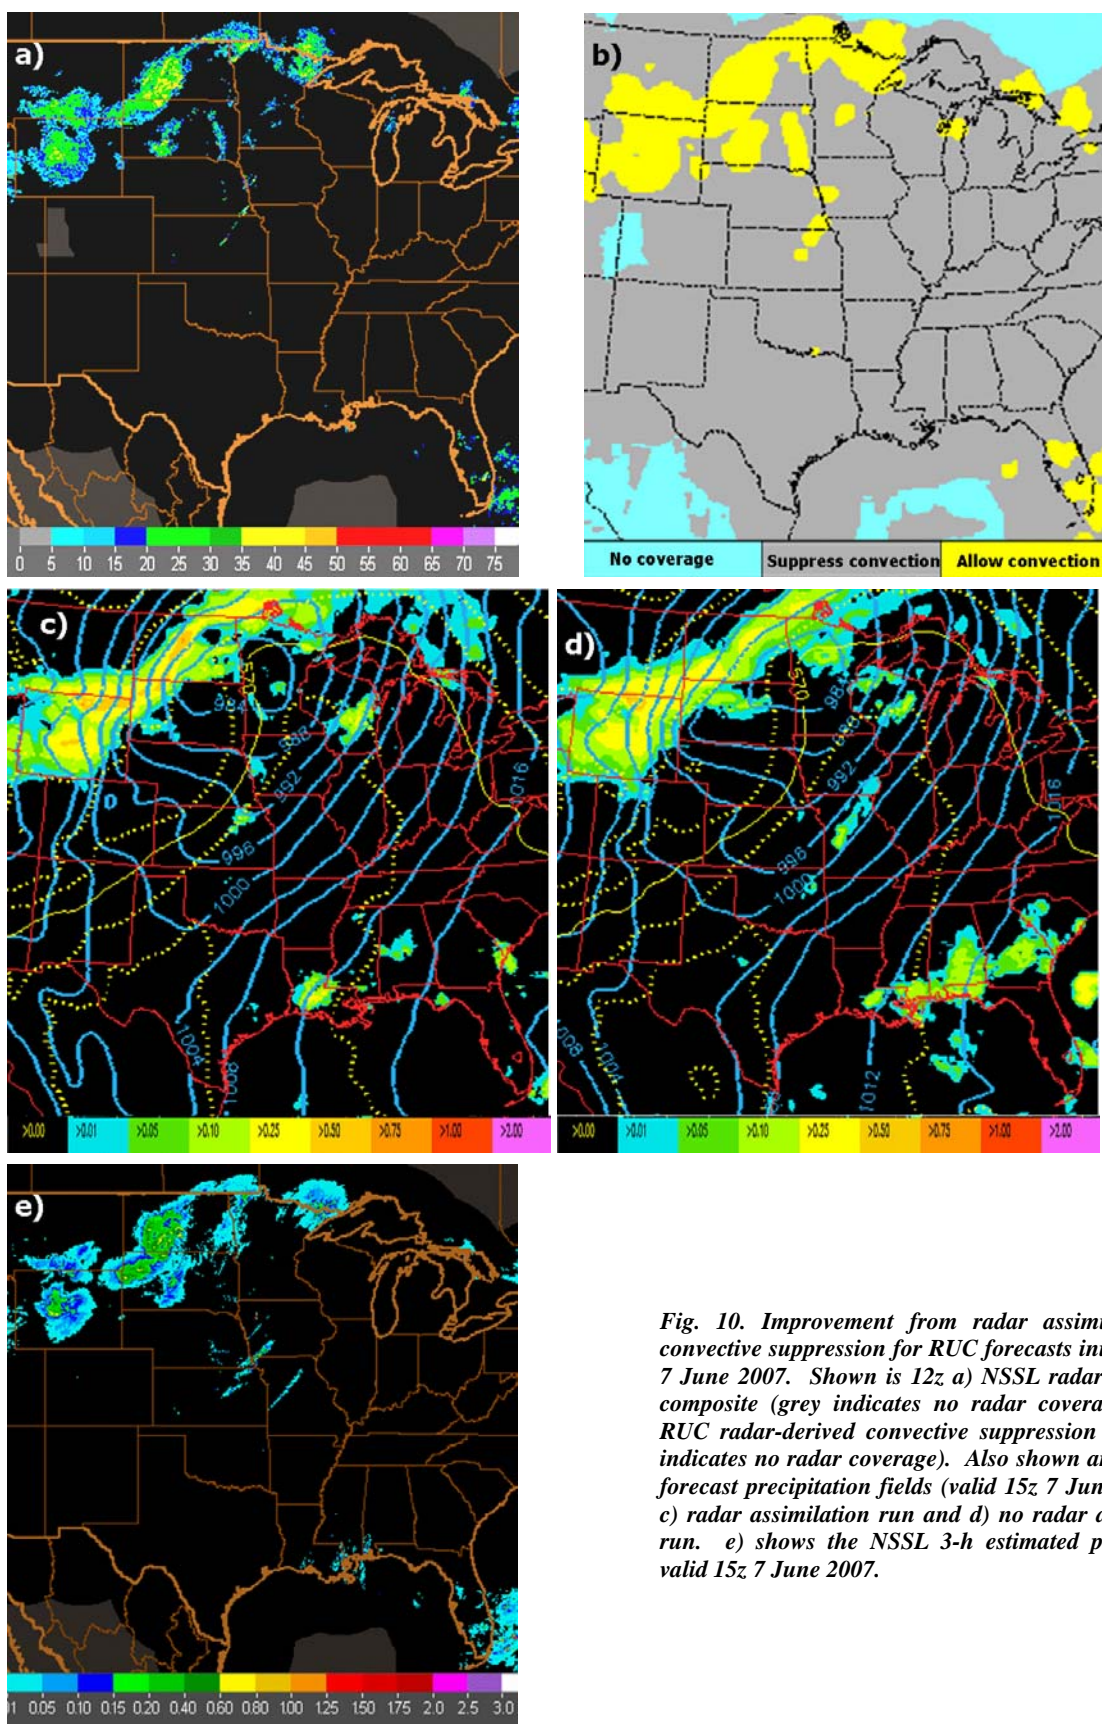 a)
0 5 10 15 20 25 30 35 40 45 50 55 60 65 70 75
b)
No coverage Suppress convection Allow convection
c)
984
988
992
996
1000
1004
1008
1016
>0.00 >0.01 >0.05 >0.10 >0.25 >0.50 >0.75 >1.00 >2.00
d)
570
984
992
996
1000
1008
1004
1012
1016
>0.00 >0.01 >0.05 >0.10 >0.25 >0.50 >0.75 >1.00 >2.00
e)
0.05 0.10 0.15 0.20 0.40 0.60 0.80 1.00 1.25 1.50 1.75 2.0 2.5 3.0
Fig. 10. Improvement from radar assimi
convective suppression for RUC forecasts ini
7 June 2007. Shown is 12z a) NSSL radar
composite (grey indicates no radar covera
RUC radar-derived convective suppression
indicates no radar coverage). Also shown ar
forecast precipitation fields (valid 15z 7 Jun
c) radar assimilation run and d) no radar a
run. e) shows the NSSL 3-h estimated p
valid 15z 7 June 2007.